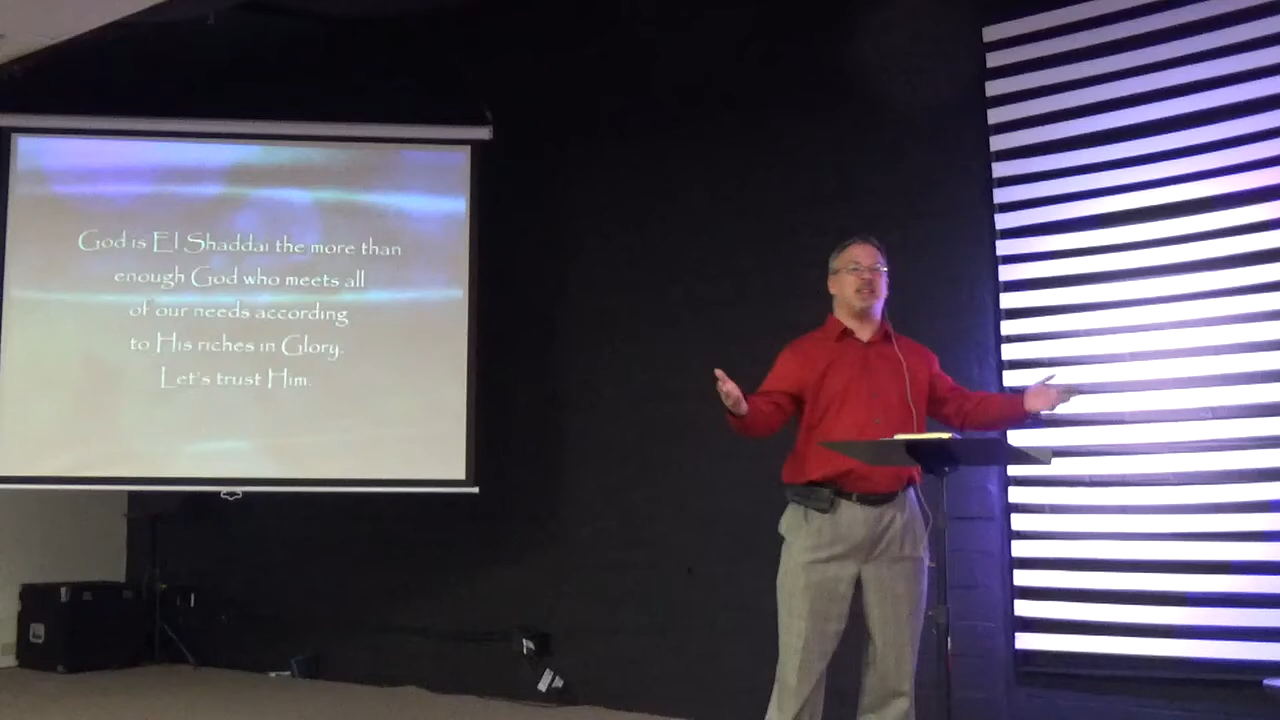 God is El Shaddai the more than
enough God who meets all
of our needs according
to His riches in Glory.
Let's trust Him.